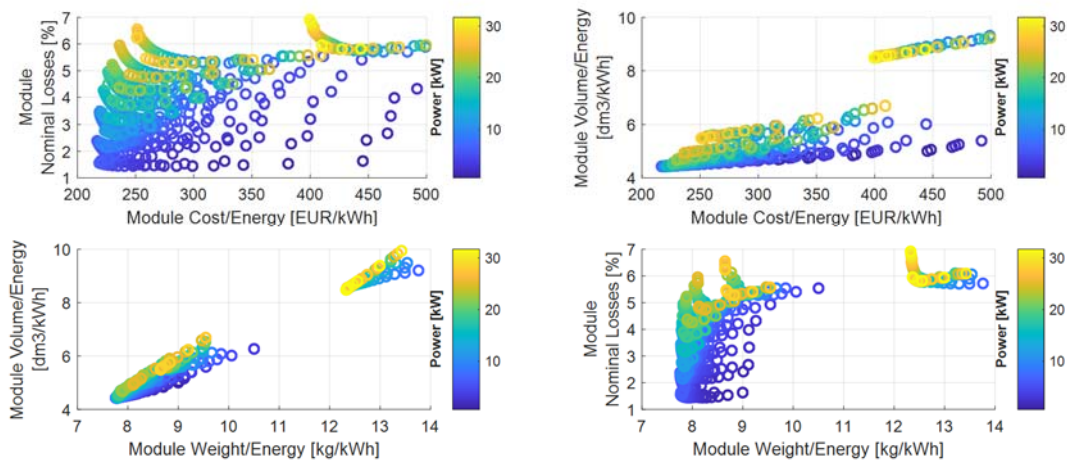 7
6
5
4
3
2
1
Module
Nominal Losses [%]
200 250 300 350 400 450 500
Module Cost/Energy [EUR/kWh]
30
20
10
Power [kW]
10
8
6
4
Module Volume/Energy
[dm3/kWh]
200 250 300 350 400 450 500
Module Cost/Energy [EUR/kWh]
30
20
10
Power [kW]
10
8
6
4
Module Volume/Energy
[dm3/kWh]
7 8 9 10 11 12 13 14
Module Weight/Energy [kg/kWh]
30
20
10
Power [kW]
7
6
5
4
3
2
1
Module
Nominal Losses [%]
7 8 9 10 11 12 13 14
Module Weight/Energy [kg/kWh]
30
20
10
Power [kW]